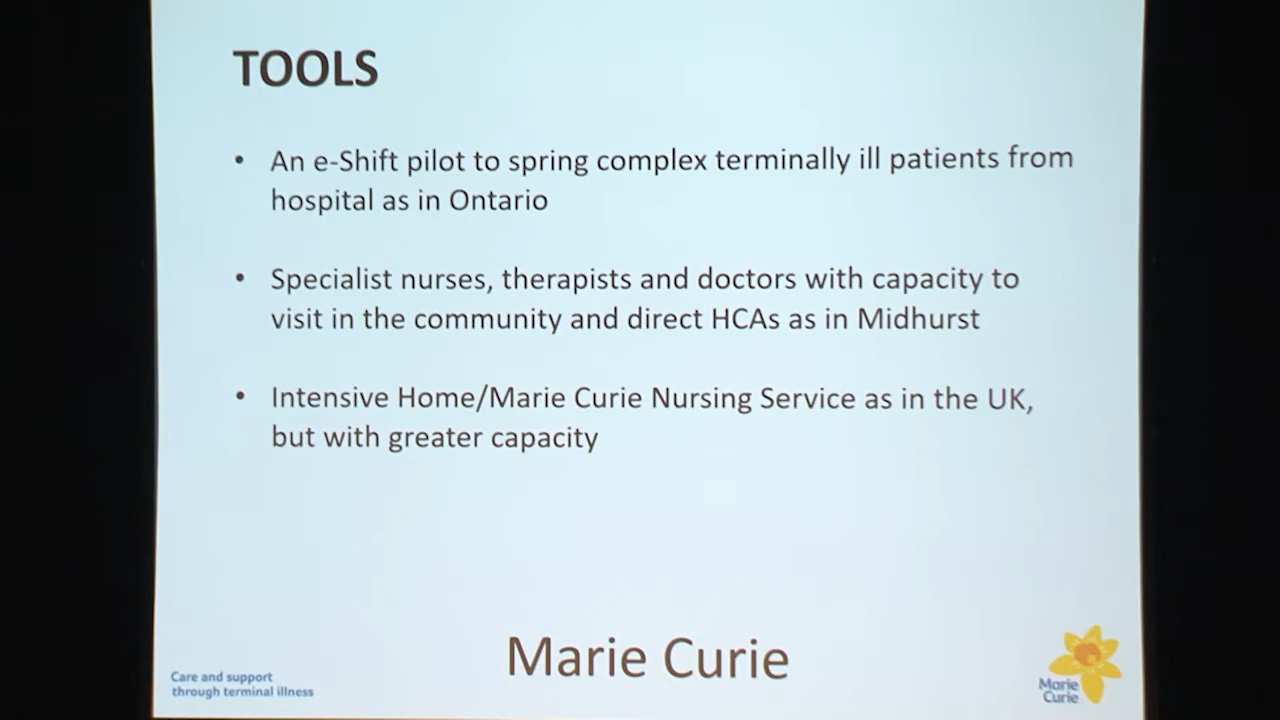 TOOLS
• An e-Shift pilot to spring complex terminally ill patients from
hospital as in Ontario
• Specialist nurses, therapists and doctors with capacity to
visit in the community and direct HCAs as in Midhurst
• Intensive Home/Marie Curie Nursing Service as in the UK,
but with greater capacity
Marie Curie
Care and support
through terminal illness
Marie
Curie